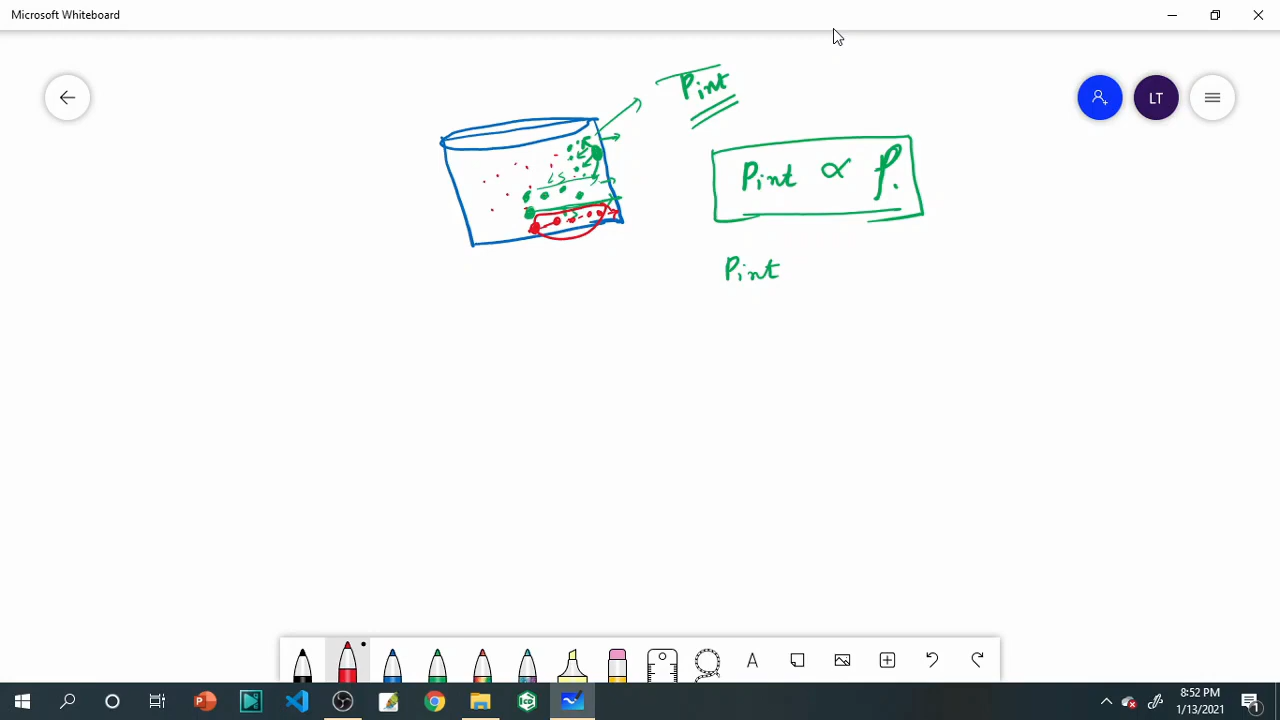 Microsoft Whiteboard
Pint
LT
Pint ∝ ρ.
Pint
A
8:52 PM
1/13/2021